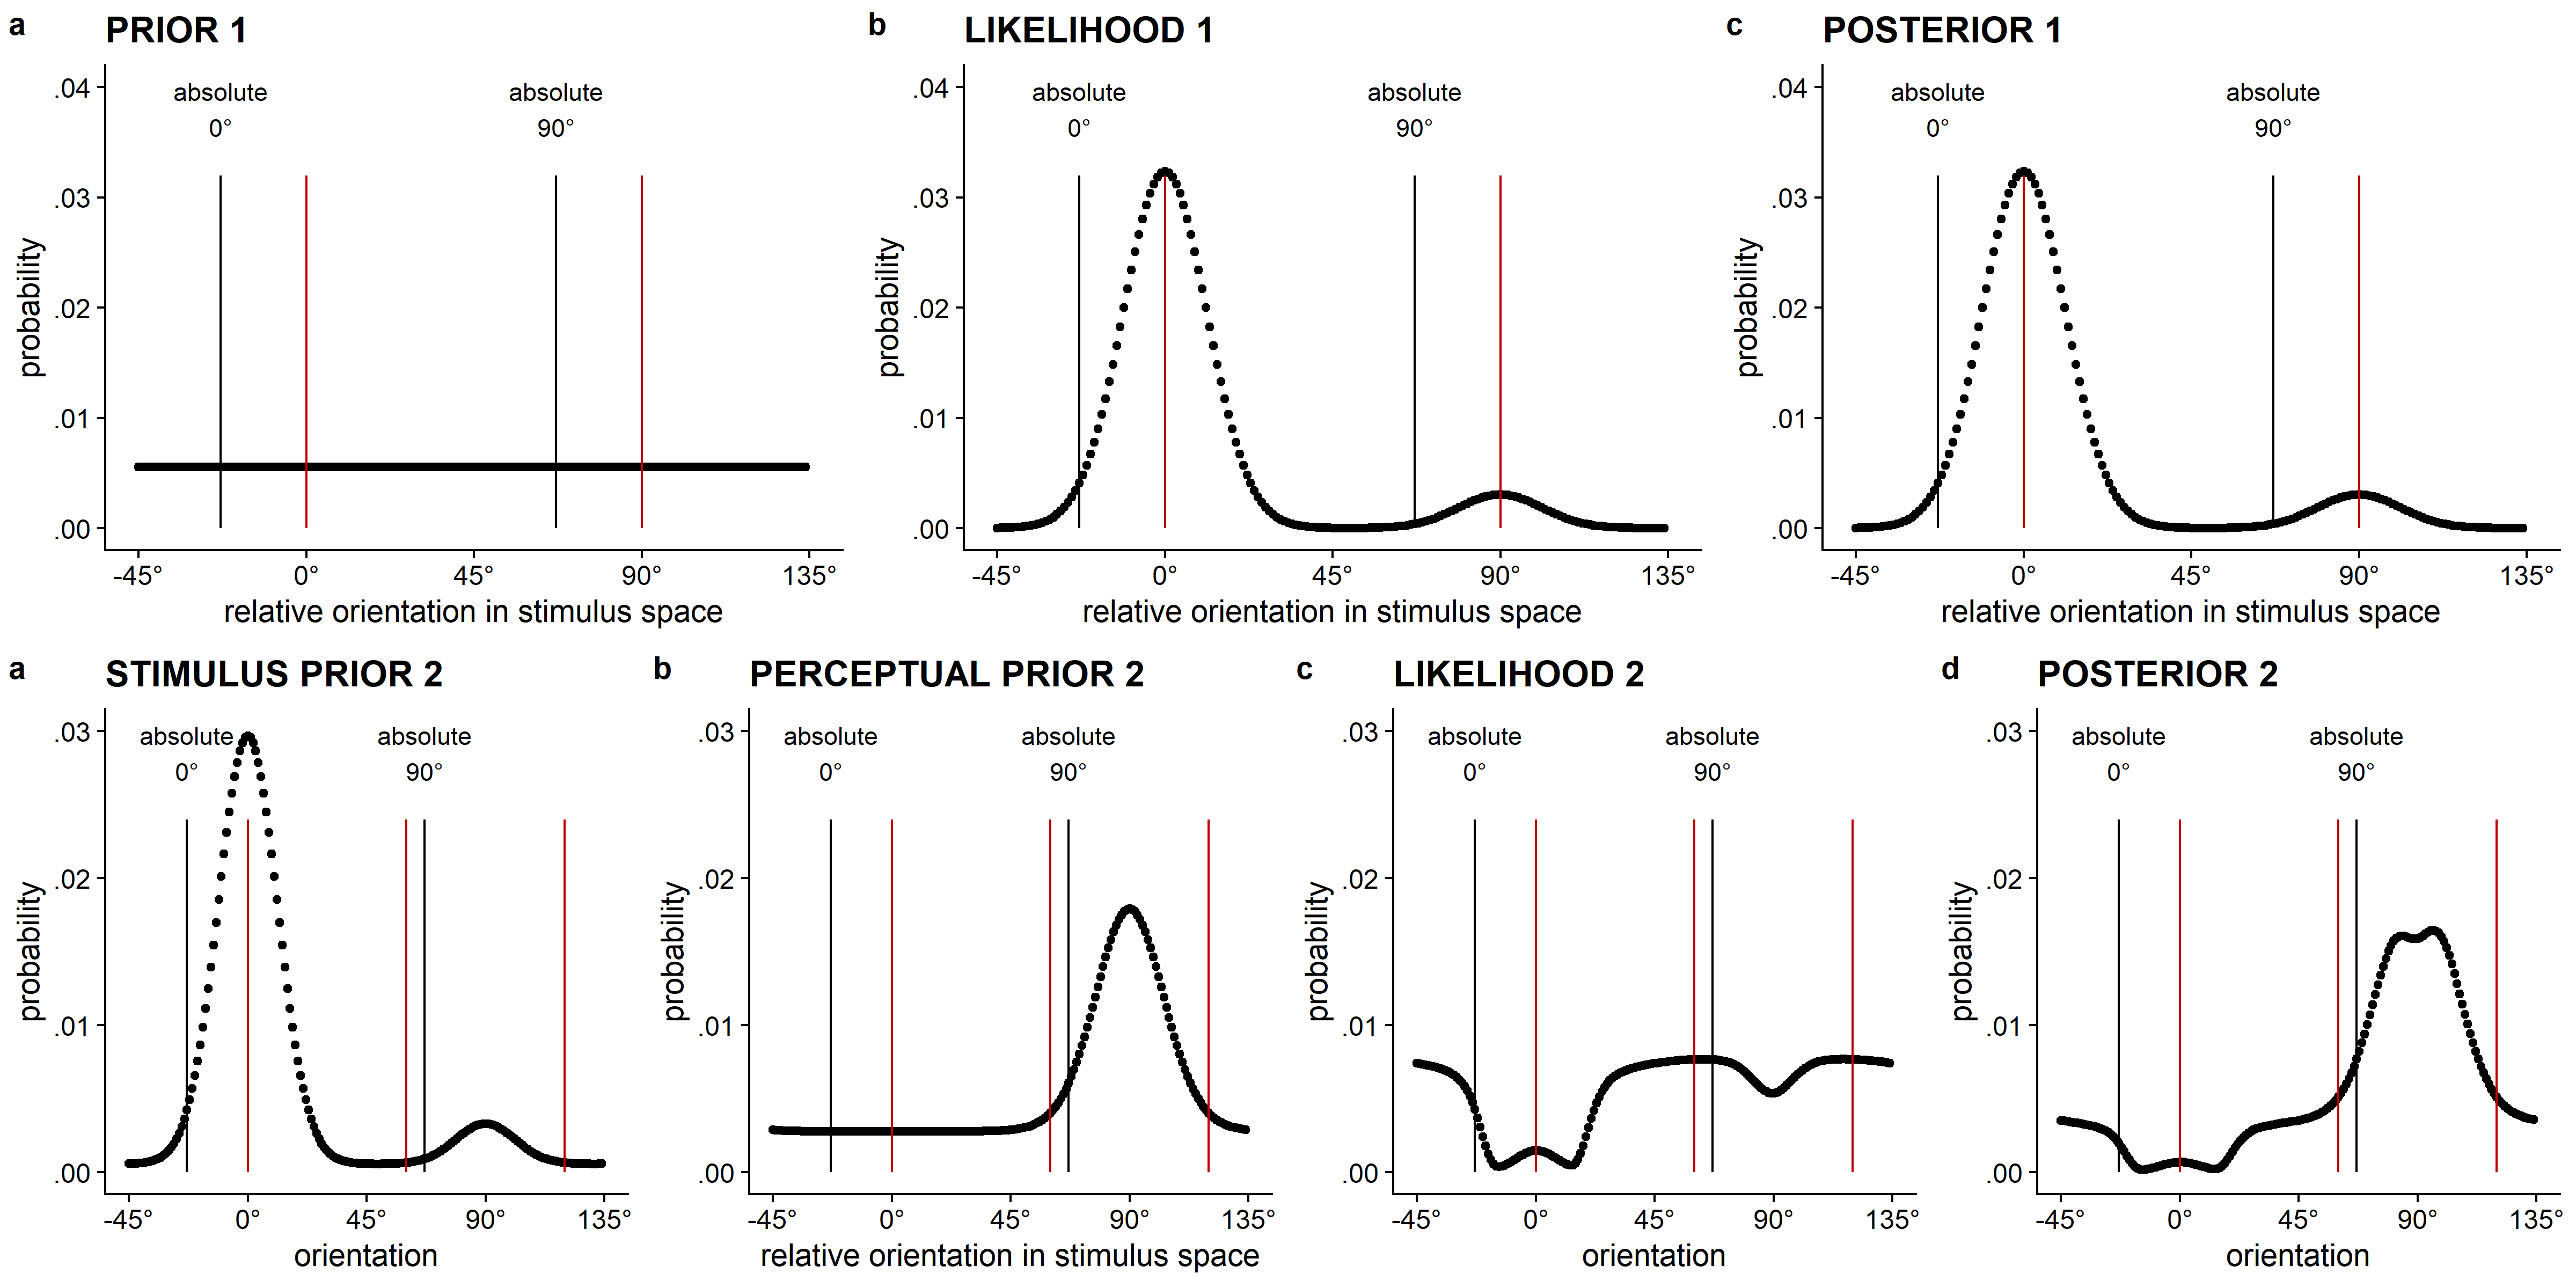 a PRIOR 1
absolute absolute
0° 90°
.04
.03
.02
.01
.00
probability
-45° 0° 45° 90° 135°
relative orientation in stimulus space
b LIKELIHOOD 1
absolute absolute
0° 90°
.04
.03
.02
.01
.00
probability
-45° 0° 45° 90° 135°
relative orientation in stimulus space
c POSTERIOR 1
absolute absolute
0° 90°
.04
.03
.02
.01
.00
probability
-45° 0° 45° 90° 135°
relative orientation in stimulus space
a STIMULUS PRIOR 2
absolute absolute
0° 90°
.03
.02
.01
.00
probability
-45° 0° 45° 90° 135°
orientation
b PERCEPTUAL PRIOR 2
absolute absolute
0° 90°
.03
.02
.01
.00
probability
-45° 0° 45° 90° 135°
relative orientation in stimulus space
c LIKELIHOOD 2
absolute absolute
0° 90°
.03
.02
.01
.00
probability
-45° 0° 45° 90° 135°
orientation
d POSTERIOR 2
absolute absolute
0° 90°
.03
.02
.01
.00
probability
-45° 0° 45° 90° 135°
orientation